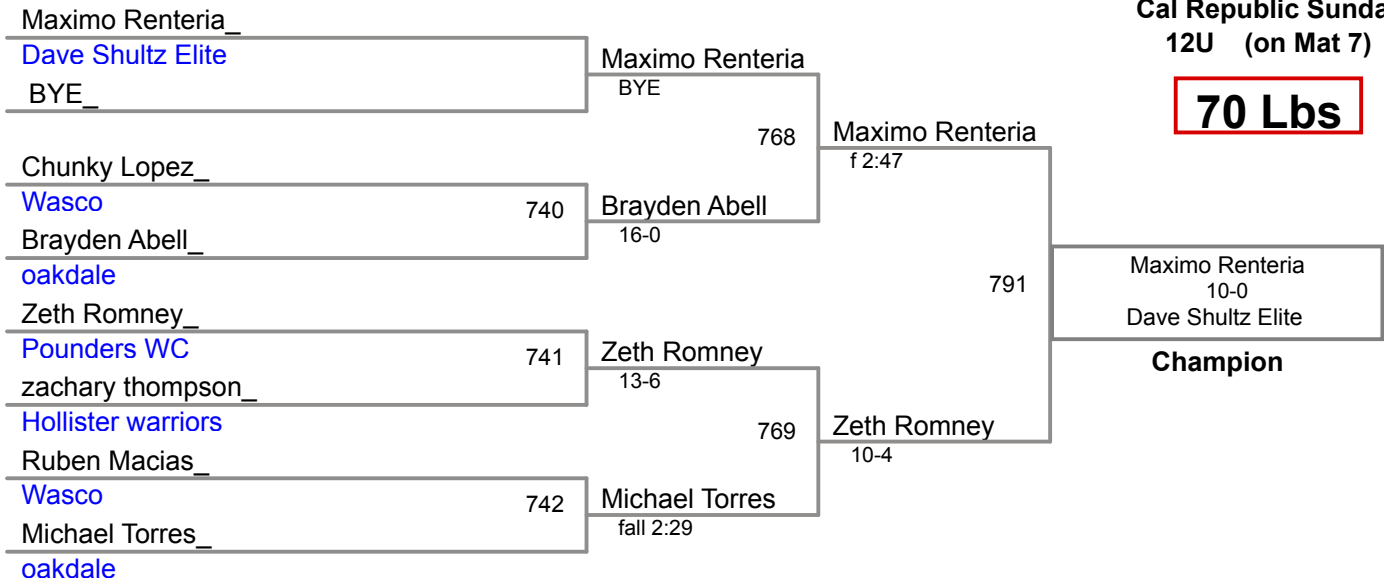 Maximo Renteria_
Dave Shultz Elite
BYE_
Chunky Lopez_
Wasco
Brayden Abell_
oakdale
Zeth Romney_
Pounders WC
zachary thompson_
Hollister warriors
Ruben Macias_
Wasco
Michael Torres_
oakdale
740
741
742
Maximo Renteria
BYE
Brayden Abell
16-0
Zeth Romney
13-6
Michael Torres
fall 2:29
768
769
Maximo Renteria
f 2:47
Zeth Romney
10-4
791
Cal Republic Sunda
12U (on Mat 7)
70 Lbs
Maximo Renteria
10-0
Dave Shultz Elite
Champion